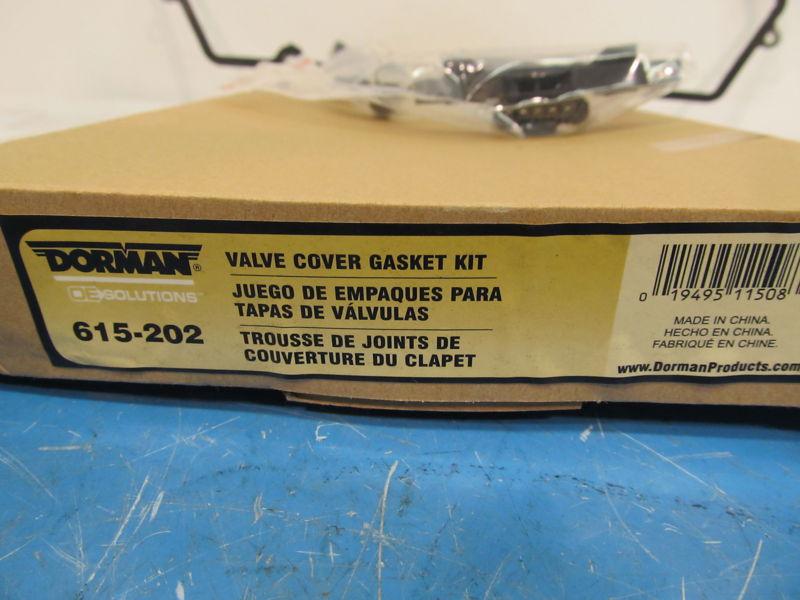 DORMAN®
OE SOLUTIONS™
615-202
VALVE COVER GASKET KIT
JUEGO DE EMPAQUES PARA
TAPAS DE VÁLVULAS
TROUSSE DE JOINTS DE
COUVERTURE DU CLAPET
0 19495 11508
MADE IN CHINA.
HECHO EN CHINA.
FABRIQUÉ EN CHINE.
www.DormanProducts.com